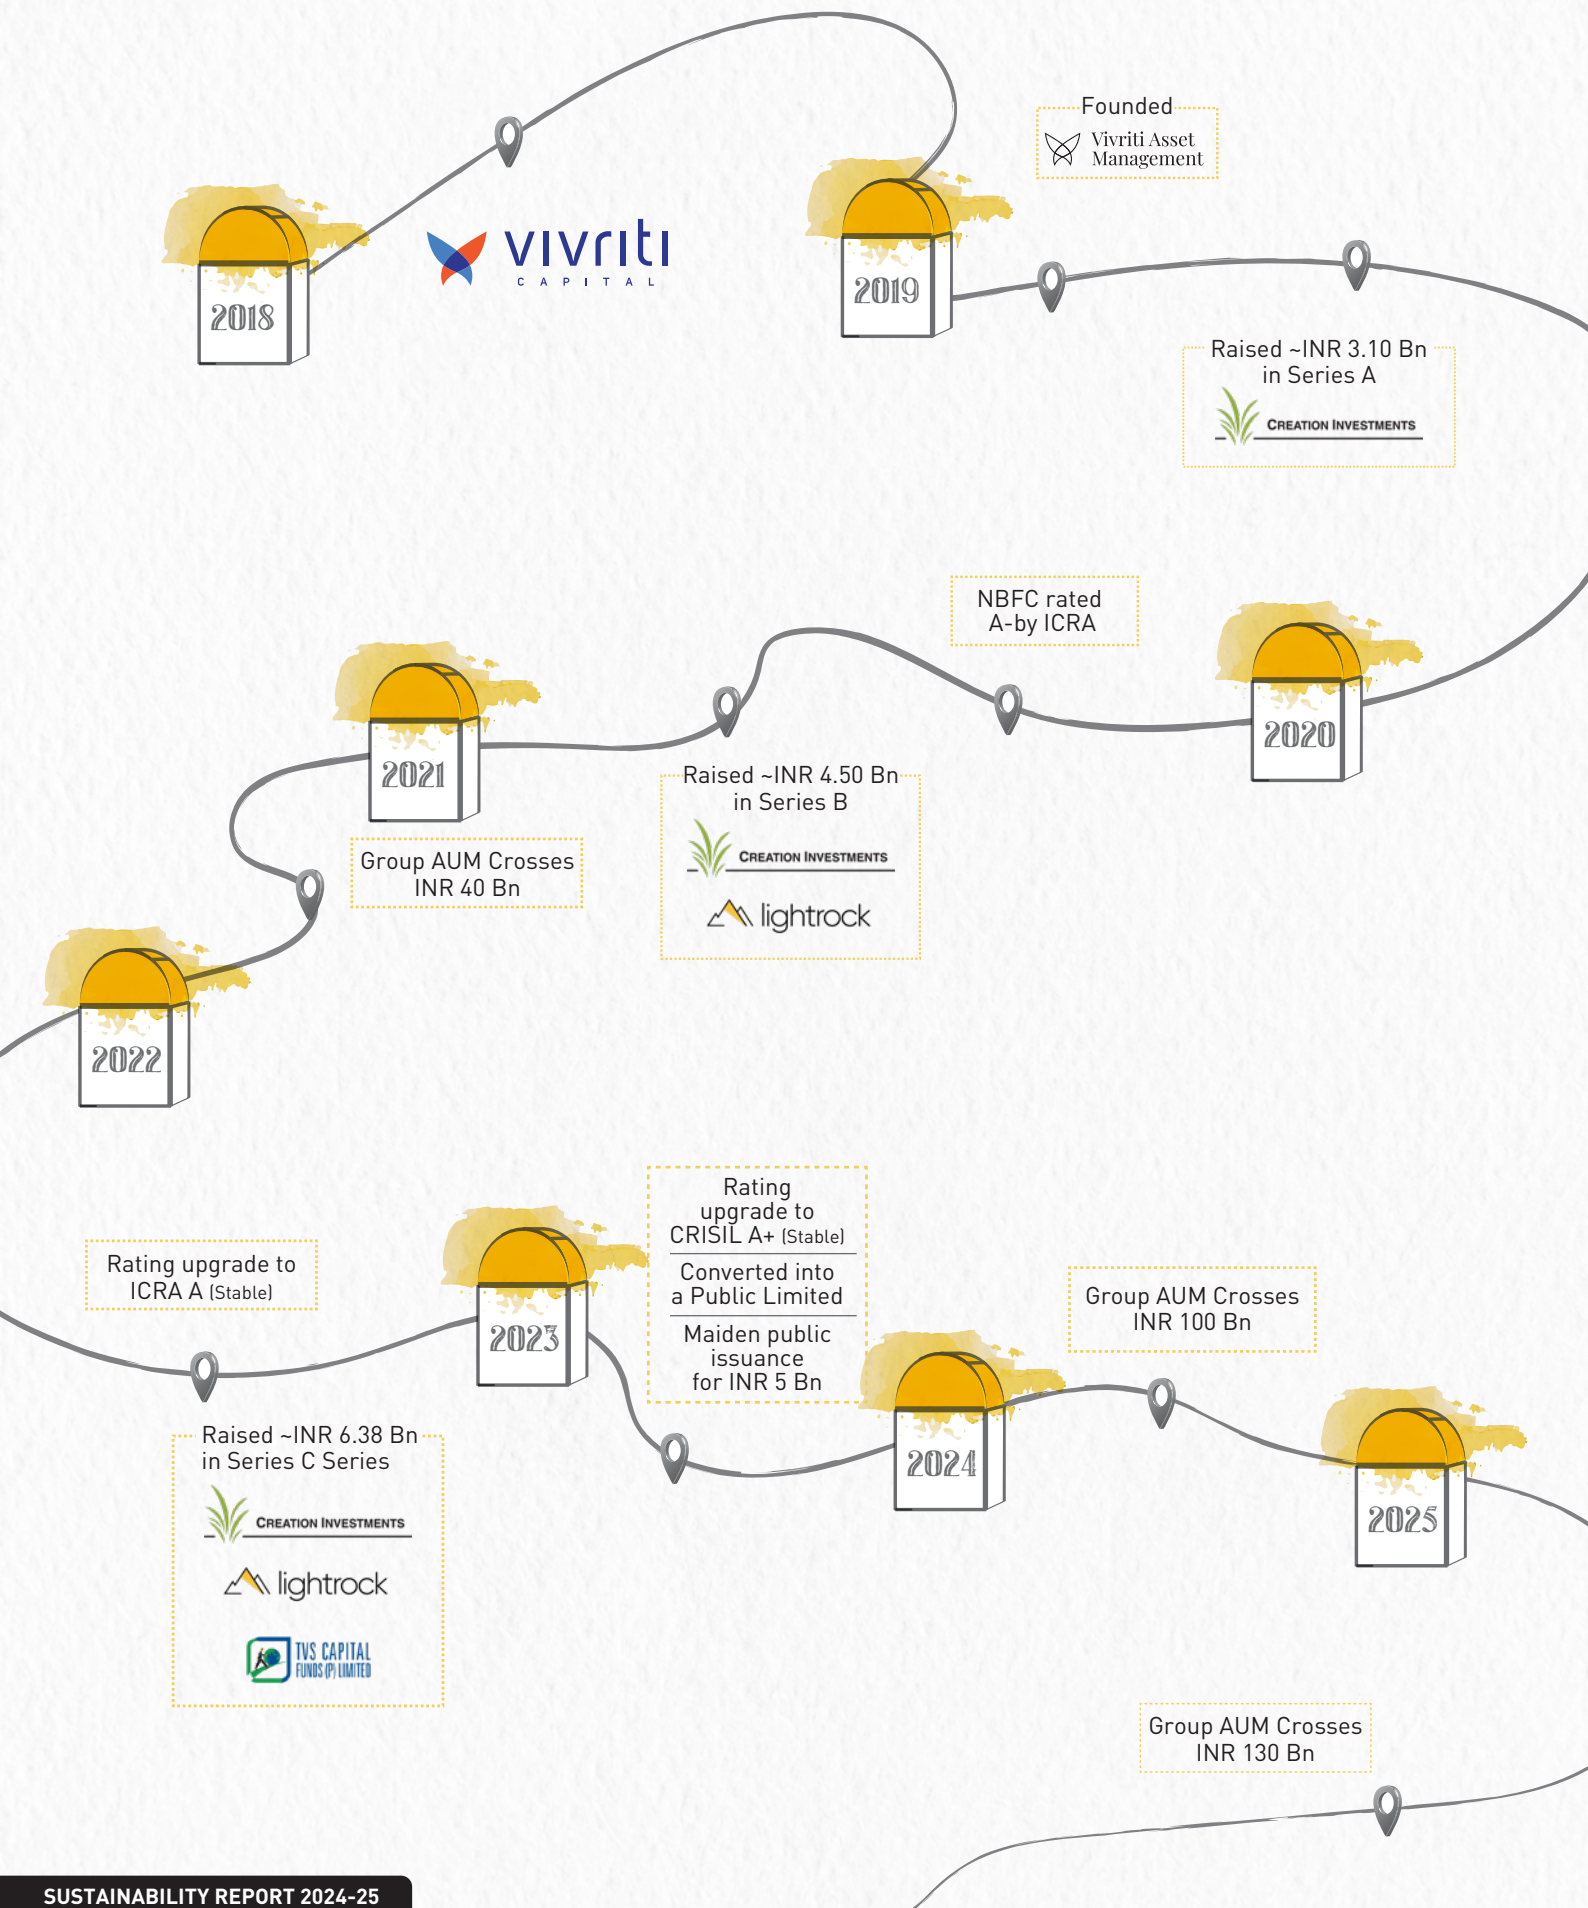 2018
vivriti
CAPITAL
2019
Founded
Vivriti Asset
Management
Raised ~INR 3.10 Bn
in Series A
CREATION INVESTMENTS
2020
NBFC rated
A-by ICRA
Raised ~INR 4.50 Bn
in Series B
CREATION INVESTMENTS
lightrock
2021
Group AUM Crosses
INR 40 Bn
2022
Rating upgrade to
ICRA A (Stable)
Raised ~INR 6.38 Bn
in Series C Series
CREATION INVESTMENTS
lightrock
TVS CAPITAL
FUNDS (P) LIMITED
2023
Rating
upgrade to
CRISIL A+ (Stable)
Converted into
a Public Limited
Maiden public
issuance
for INR 5 Bn
2024
Group AUM Crosses
INR 100 Bn
2025
Group AUM Crosses
INR 130 Bn
SUSTAINABILITY REPORT 2024-25